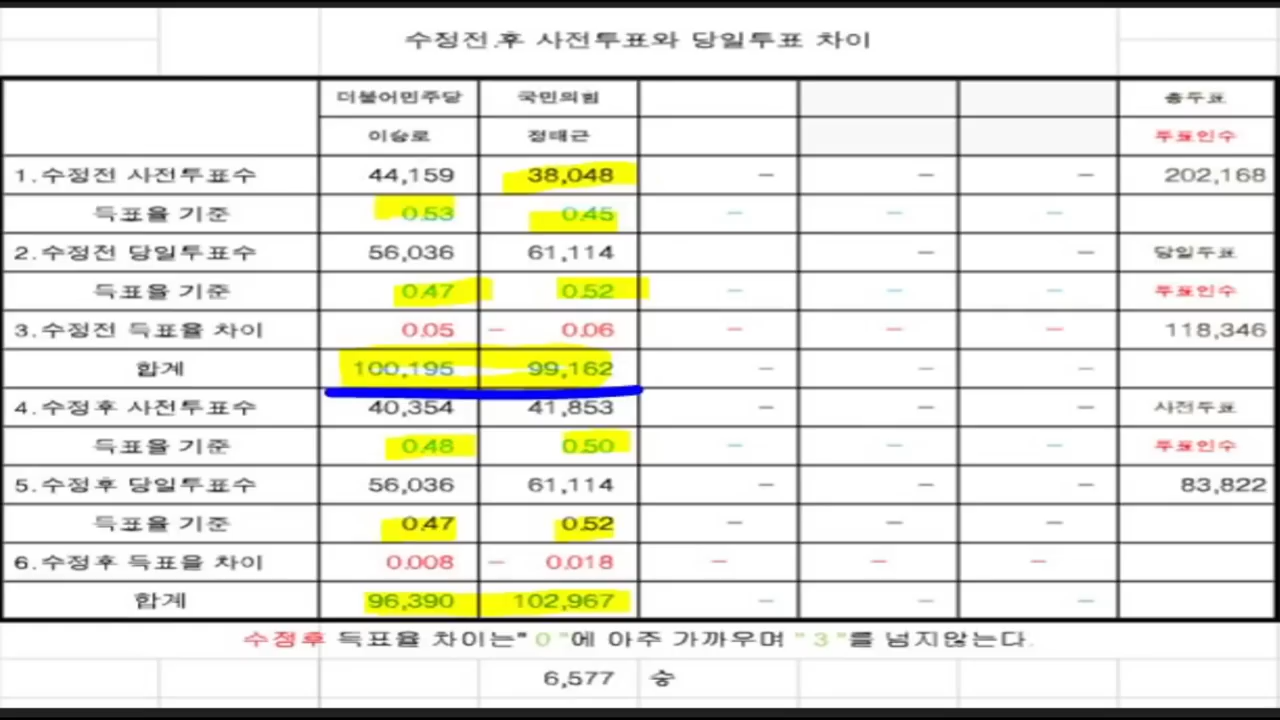 수정전.후 사전투표와 당일투표 차이
더불어민주당 국민의힘 총투표
이승로 정태근 투표인수
1.수정전 사전투표수 44,159 38,048 - - - 202,168
득표율 기준 0.53 0.45 - - -
2.수정전 당일투표수 56,036 61,114 - - 당일투표
득표율 기준 0.47 0.52 - - - 투표인수
3.수정전 득표율 차이 0.05 - 0.06 - - - 118,346
합계 100,195 99,162 - - -
4.수정후 사전투표수 40,354 41,853 - - - 사전투표
득표율 기준 0.48 0.50 - - - 투표인수
5.수정후 당일투표수 56,036 61,114 - - - 83,822
득표율 기준 0.47 0.52 - - -
6.수정후 득표율 차이 0.008 - 0.018 - - -
합계 96,390 102,967 - - -
수정후 득표율 차이는" 0 "에 아주 가까우며 " 3 "를 넘지않는다.
6,577 승